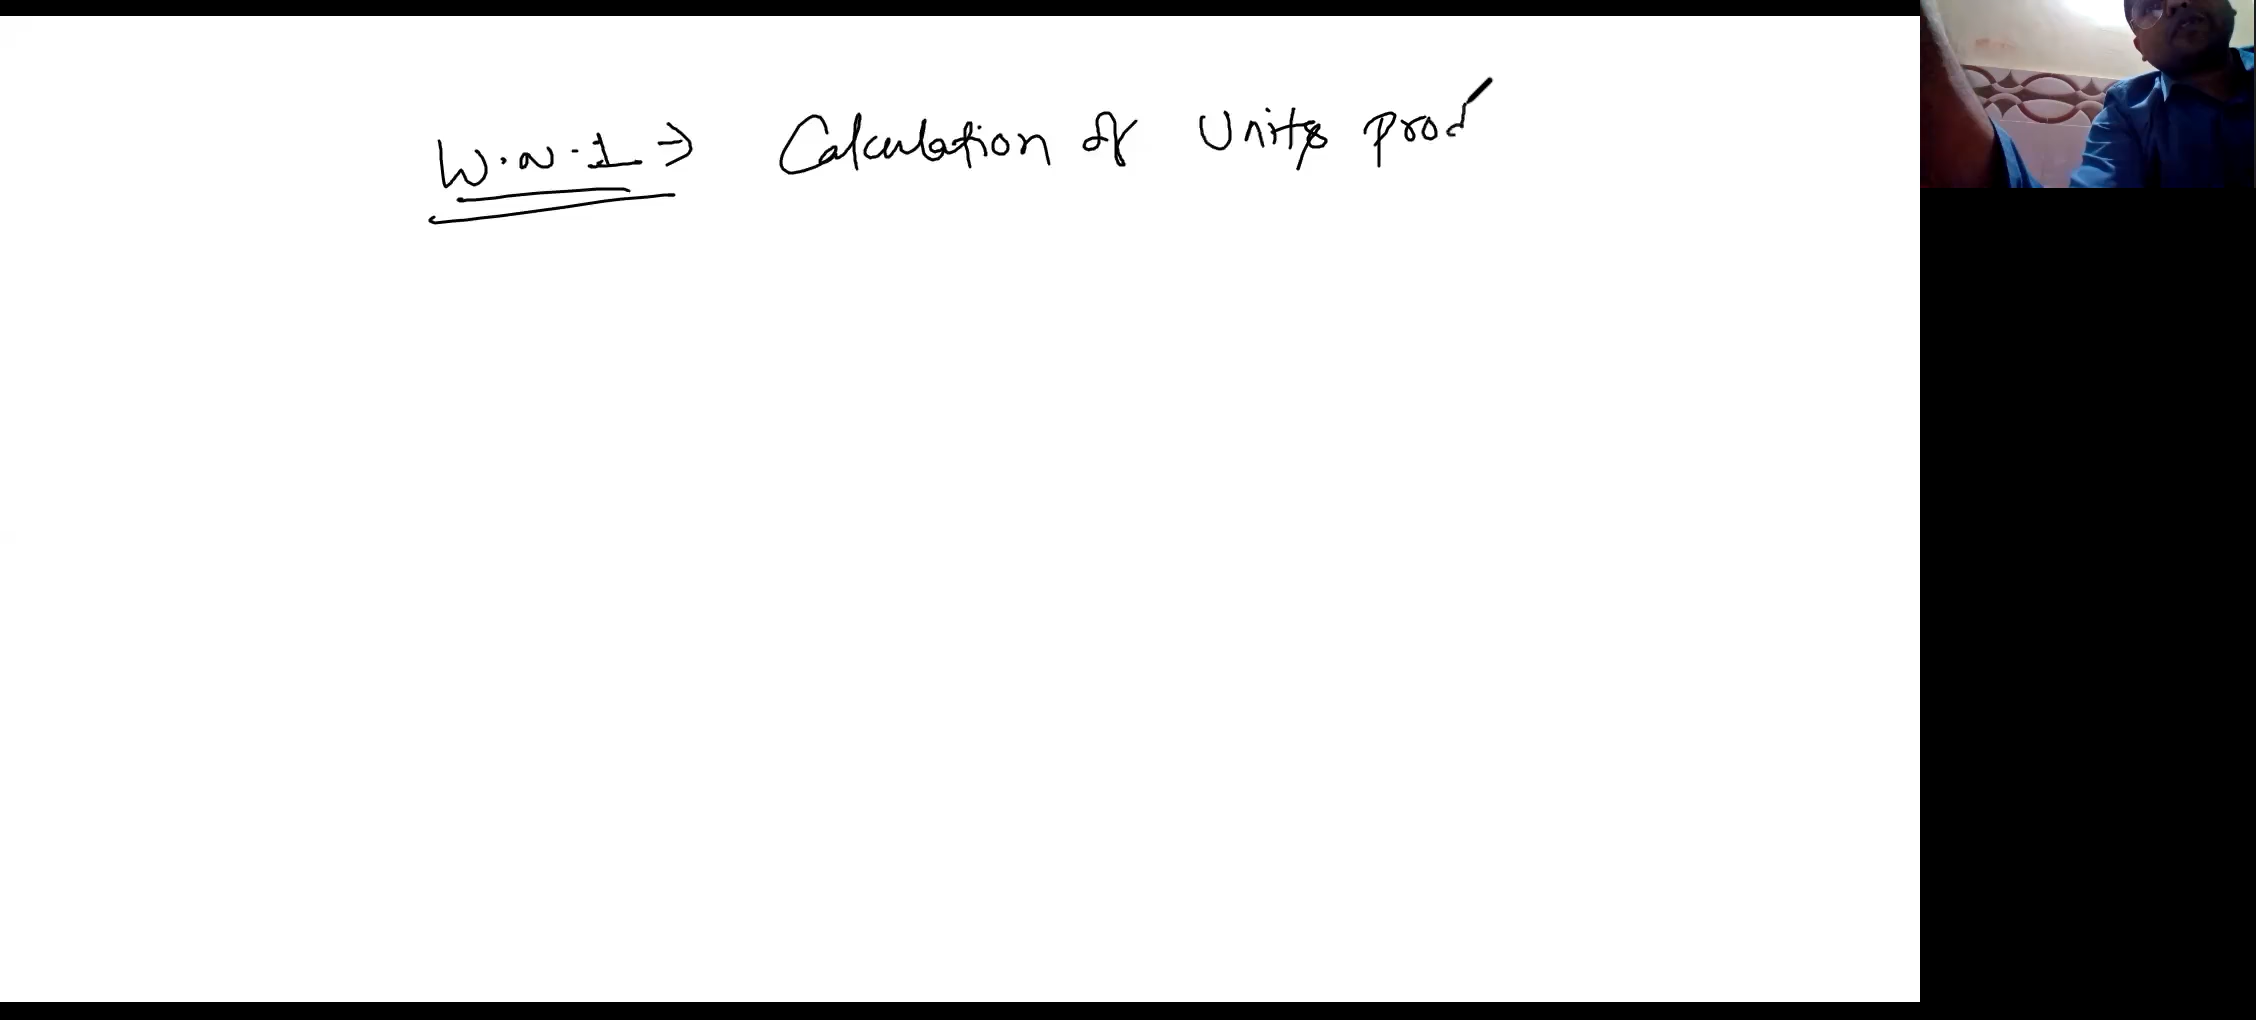 W.N.1 → Calculation of Units prod